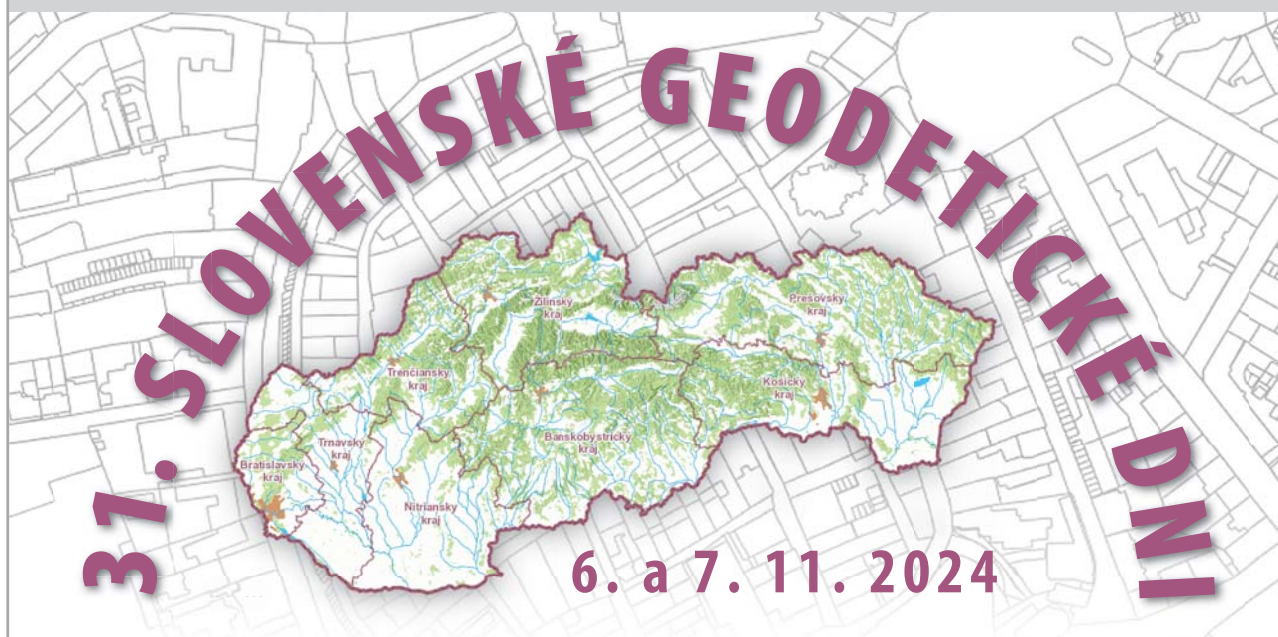 31. SLOVENSKÉ GEODETICKÉ DNI
Žilinský
kraj
Prešovský
kraj
Trenčiansky
kraj
Košický
kraj
Trnavský
kraj
Banskobystrický
kraj
Bratislavský
kraj
Nitriansky
kraj
6. a 7. 11. 2024